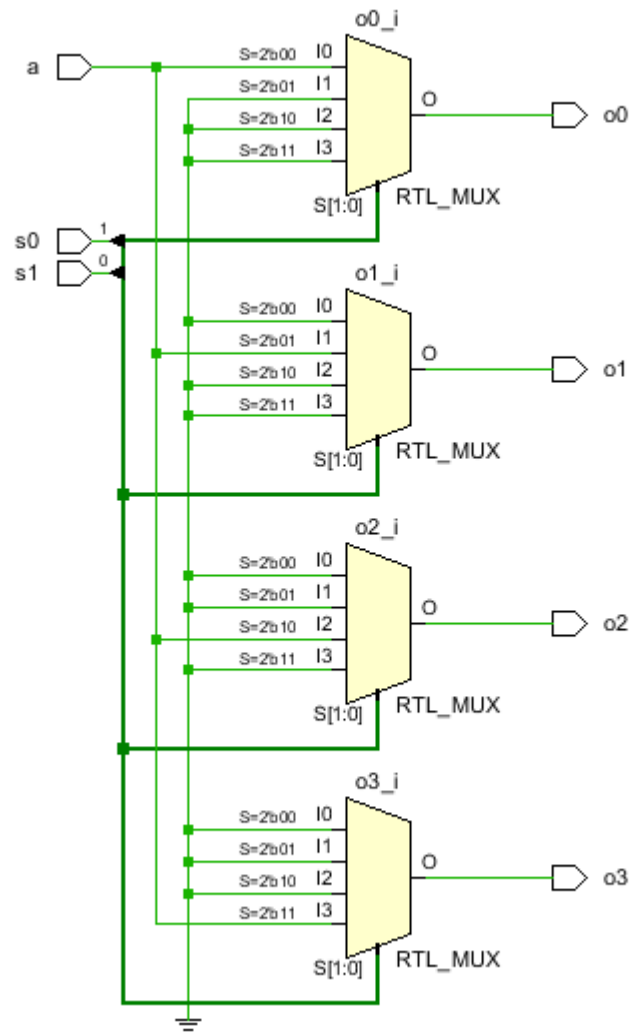 o0_i
a
S=2'b00 I0
S=2'b01 I1
S=2'b10 I2
S=2'b11 I3
O
o0
S[1:0]
RTL_MUX
s0
1
s1
0
o1_i
S=2'b00 I0
S=2'b01 I1
S=2'b10 I2
S=2'b11 I3
O
o1
S[1:0]
RTL_MUX
o2_i
S=2'b00 I0
S=2'b01 I1
S=2'b10 I2
S=2'b11 I3
O
o2
S[1:0]
RTL_MUX
o3_i
S=2'b00 I0
S=2'b01 I1
S=2'b10 I2
S=2'b11 I3
O
o3
S[1:0]
RTL_MUX